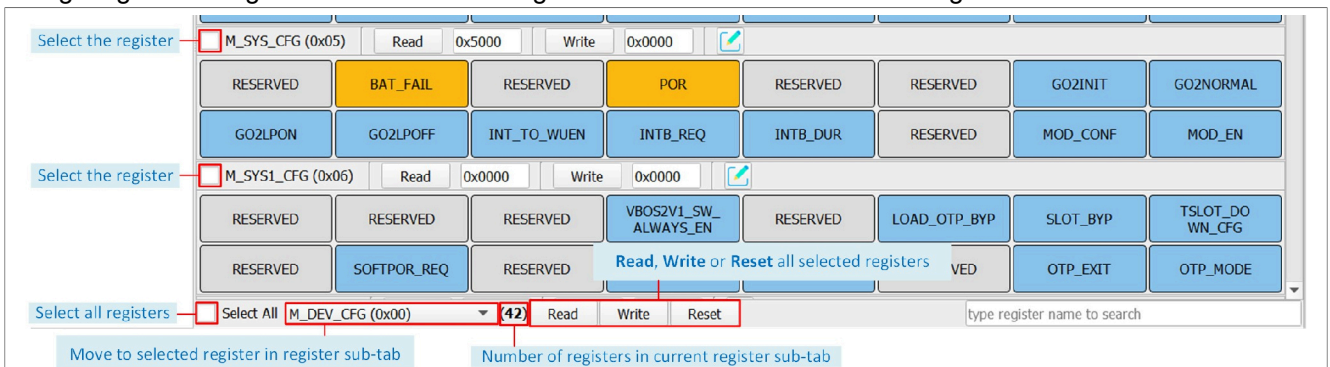 Select the register
M_SYS_CFG (0x05) Read 0x5000 Write 0x0000
RESERVED BAT_FAIL RESERVED POR RESERVED RESERVED GO2INIT GO2NORMAL
GO2LPON GO2LPOFF INT_TO_WUEN INTB_REQ INTB_DUR RESERVED MOD_CONF MOD_EN
Select the register
M_SYS1_CFG (0x06) Read 0x0000 Write 0x0000
RESERVED RESERVED RESERVED VBOS2V1_SW_
ALWAYS_EN RESERVED LOAD_OTP_BYP SLOT_BYP TSLOT_DO
WN_CFG
RESERVED SOFTPOR_REQ RESERVED VED OTP_EXIT OTP_MODE
Read, Write or Reset all selected registers
Select all registers
Select All M_DEV_CFG (0x00) (42) Read Write Reset type register name to search
Move to selected register in register sub-tab
Number of registers in current register sub-tab